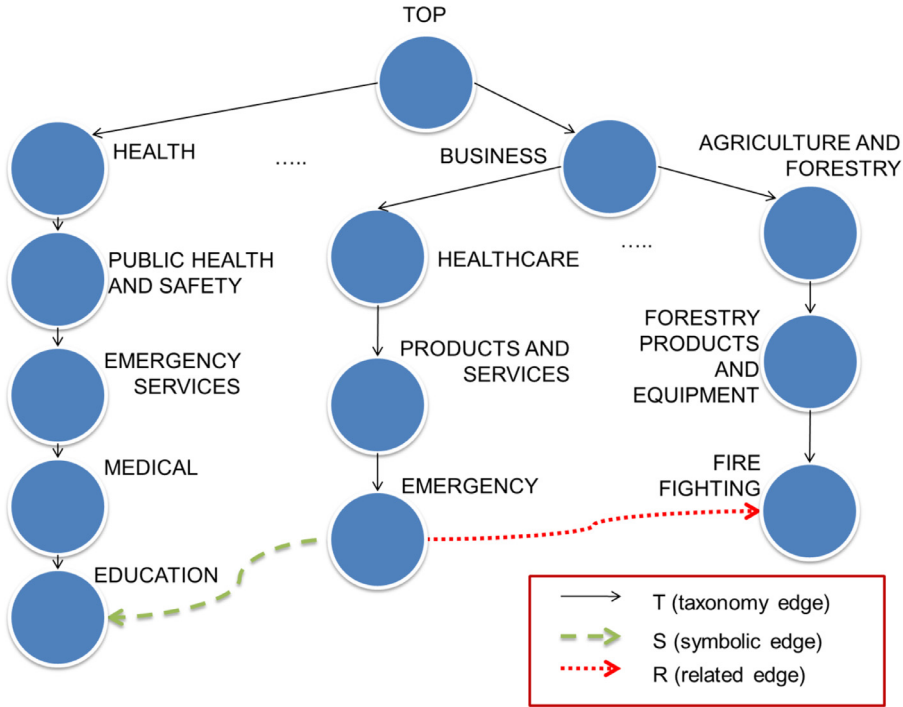 TOP
HEALTH
.....
BUSINESS
AGRICULTURE AND
FORESTRY
PUBLIC HEALTH
AND SAFETY
HEALTHCARE
.....
EMERGENCY
SERVICES
PRODUCTS AND
SERVICES
FORESTRY
PRODUCTS
AND
EQUIPMENT
MEDICAL
EMERGENCY
FIRE
FIGHTING
EDUCATION
T (taxonomy edge)
S (symbolic edge)
R (related edge)